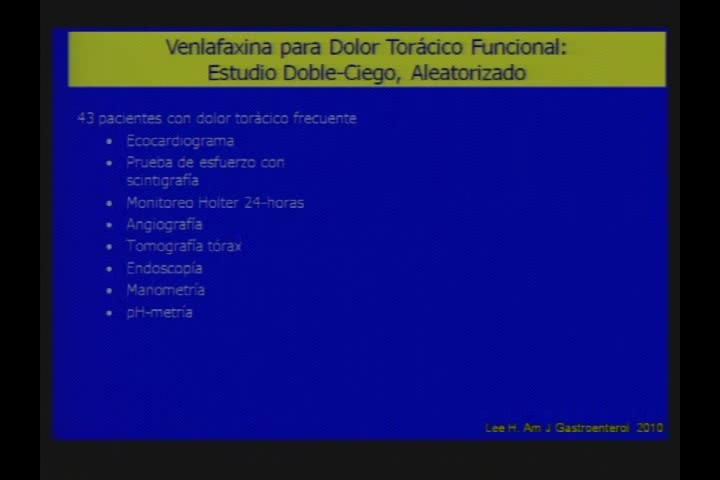 Venlafaxina para Dolor Torácico Funcional:
Estudio Doble-Ciego, Aleatorizado
43 pacientes con dolor torácico frecuente
• Ecocardiograma
• Prueba de esfuerzo con
scintigrafía
• Monitoreo Holter 24-horas
• Angiografía
• Tomografía tórax
• Endoscopía
• Manometría
• pH-metría
Lee H. Am J Gastroenterol 2010